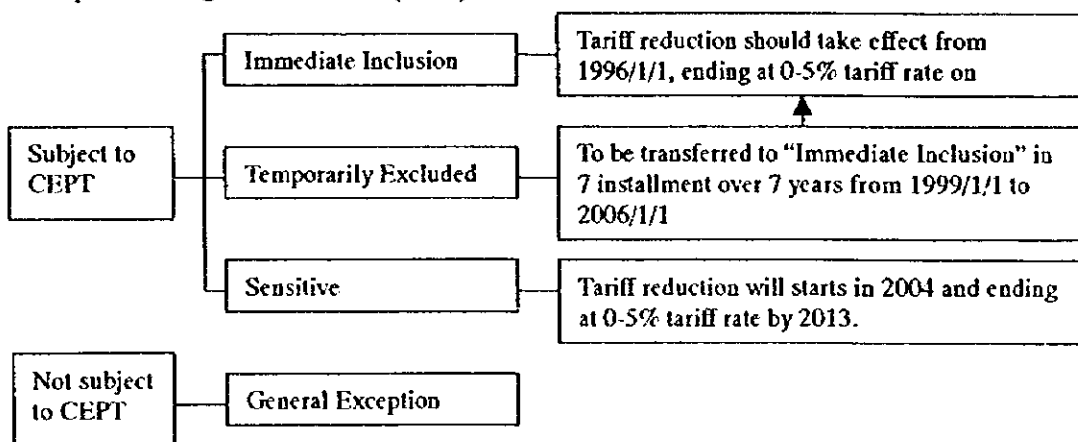 Immediate Inclusion
Tariff reduction should take effect from
1996/1/1, ending at 0-5% tariff rate on
Subject to
CEPT
Temporarily Excluded
To be transferred to “Immediate Inclusion” in
7 installment over 7 years from 1999/1/1 to
2006/1/1
Sensitive
Tariff reduction will starts in 2004 and ending
at 0-5% tariff rate by 2013.
Not subject
to CEPT
General Exception